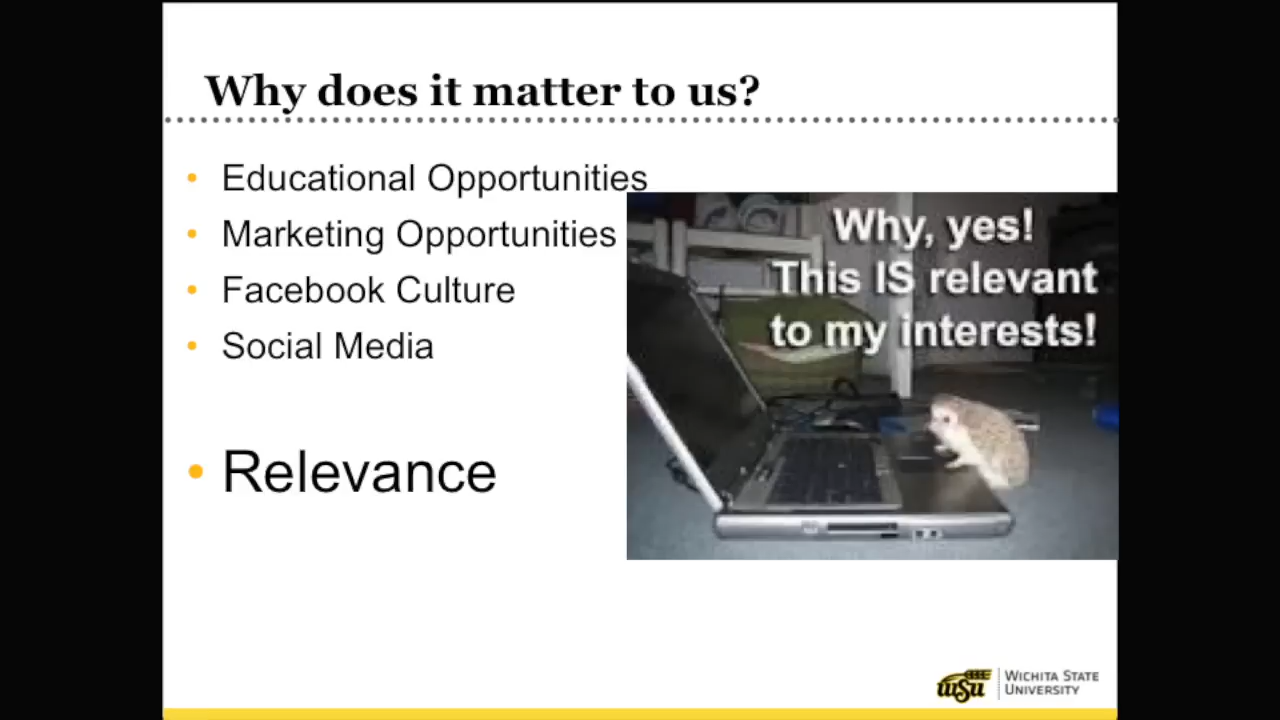 Why does it matter to us?
• Educational Opportunities
• Marketing Opportunities
• Facebook Culture
• Social Media
• Relevance
Why, yes!
This IS relevant
to my interests!
WSU
WICHITA STATE
UNIVERSITY